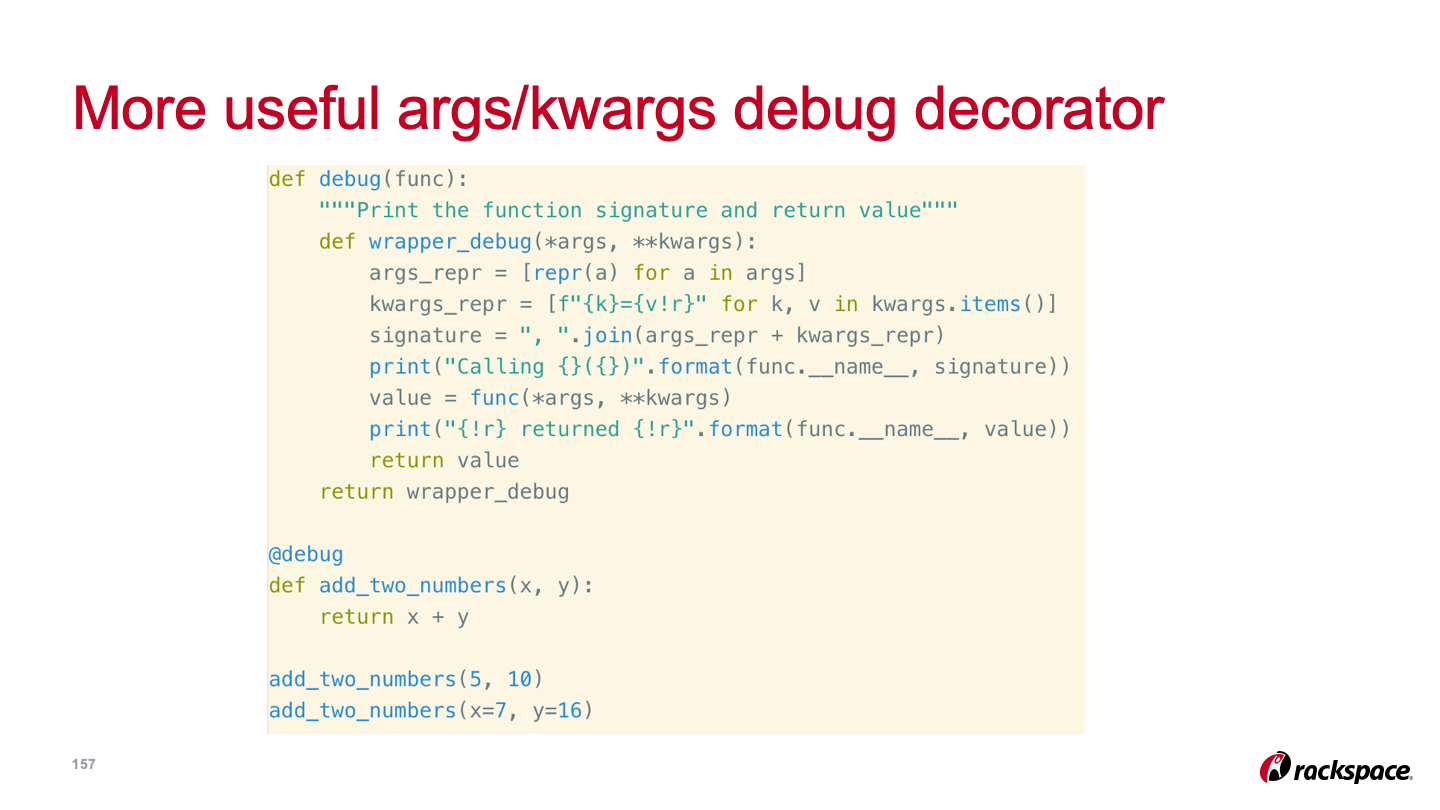 More useful args/kwargs debug decorator
def debug(func):
    """Print the function signature and return value"""
    def wrapper_debug(*args, **kwargs):
        args_repr = [repr(a) for a in args]
        kwargs_repr = [f"{k}={v!r}" for k, v in kwargs.items()]
        signature = ", ".join(args_repr + kwargs_repr)
        print("Calling {}({})".format(func.__name__, signature))
        value = func(*args, **kwargs)
        print("{!r} returned {!r}".format(func.__name__, value))
        return value
    return wrapper_debug
@debug
def add_two_numbers(x, y):
    return x + y
add_two_numbers(5, 10)
add_two_numbers(x=7, y=16)
157
rackspace.